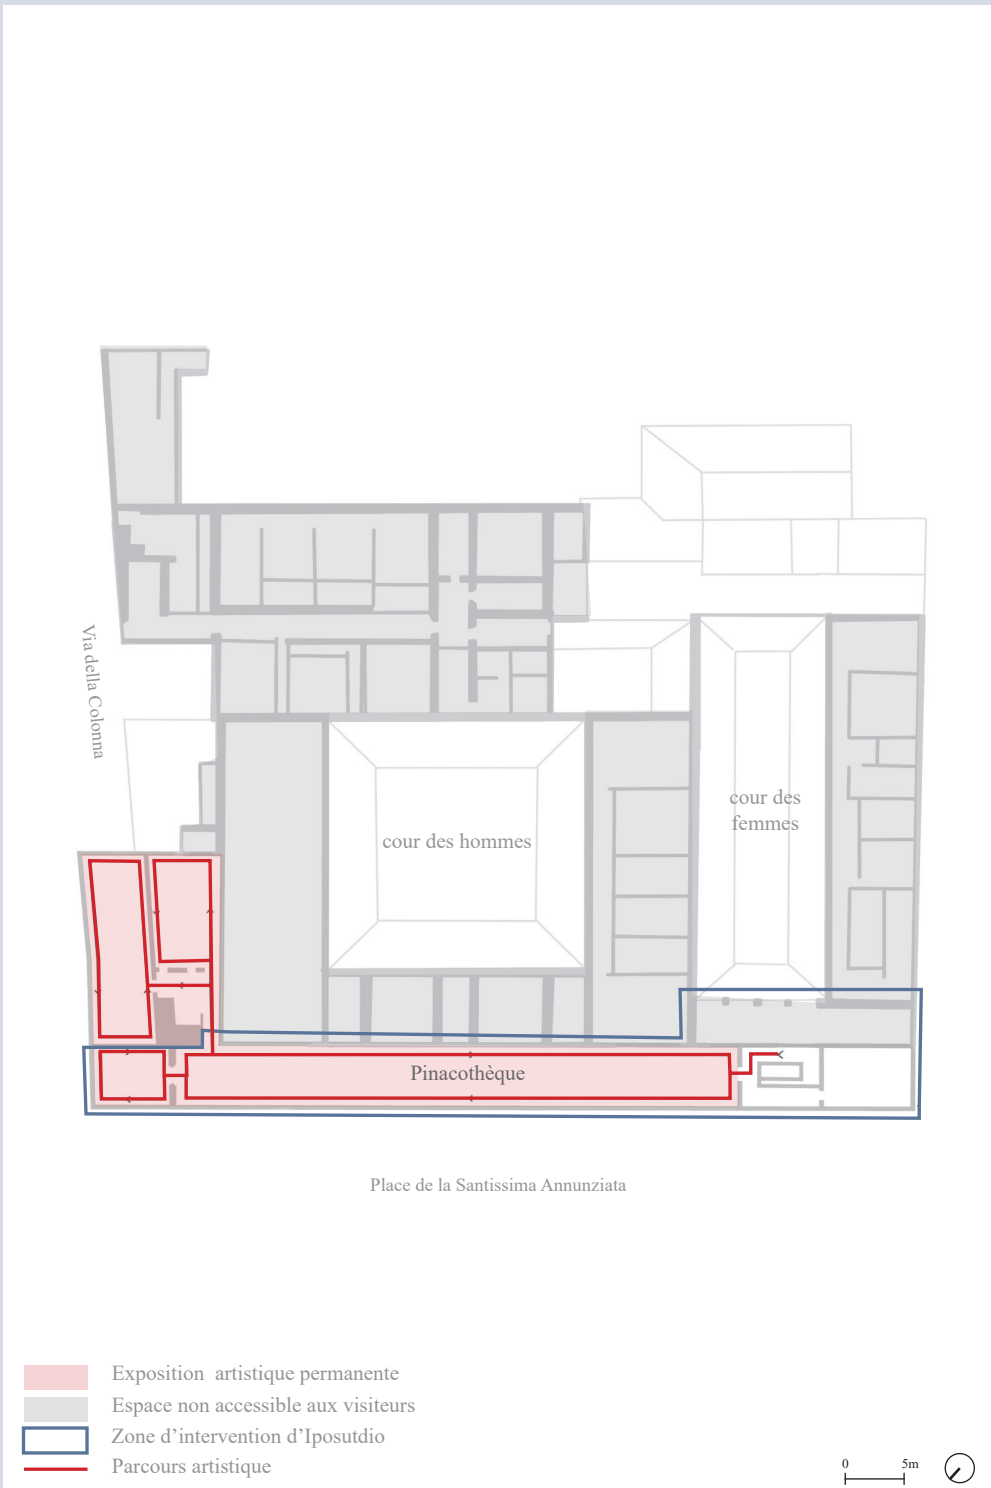 Via della Colonna
cour des hommes
cour des
femmes
Pinacothèque
Place de la Santissima Annunziata
Exposition artistique permanente
Espace non accessible aux visiteurs
Zone d'intervention d'Iposutdio
Parcours artistique
0 5m